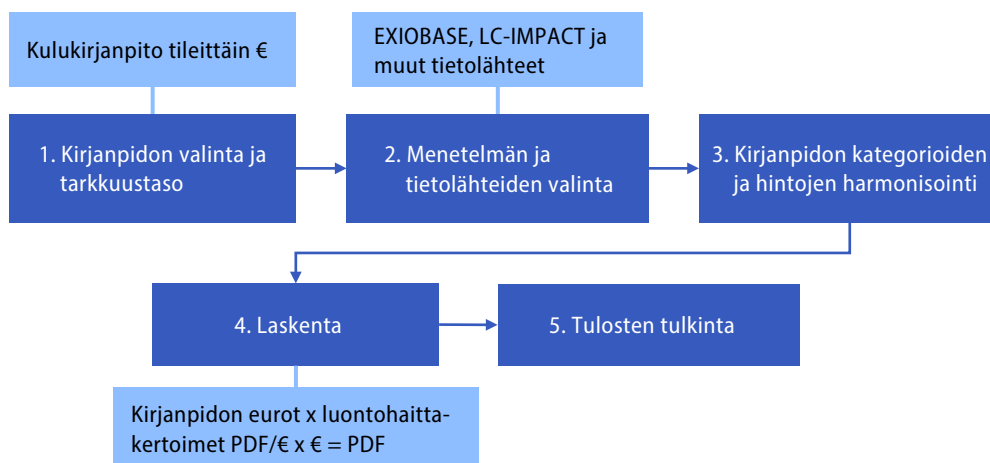 Kulukirjanpito tileittäin €
EXIOBASE, LC-IMPACT ja
muut tietolähteet
1. Kirjanpidon valinta ja
tarkkuustaso
2. Menetelmän ja
tietolähteiden valinta
3. Kirjanpidon kategorioiden
ja hintojen harmonisointi
4. Laskenta
5. Tulosten tulkinta
Kirjanpidon eurot x luontohaitta-
kertoimet PDF/€ x € = PDF